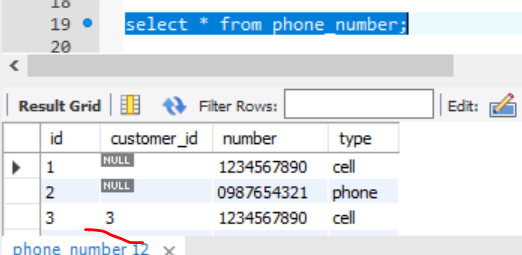 18
19 select * from phone_number;
20
Result Grid Filter Rows: Edit:
id customer_id number type
1 NULL 1234567890 cell
2 NULL 0987654321 phone
3 3 1234567890 cell
phone_number 12 ×